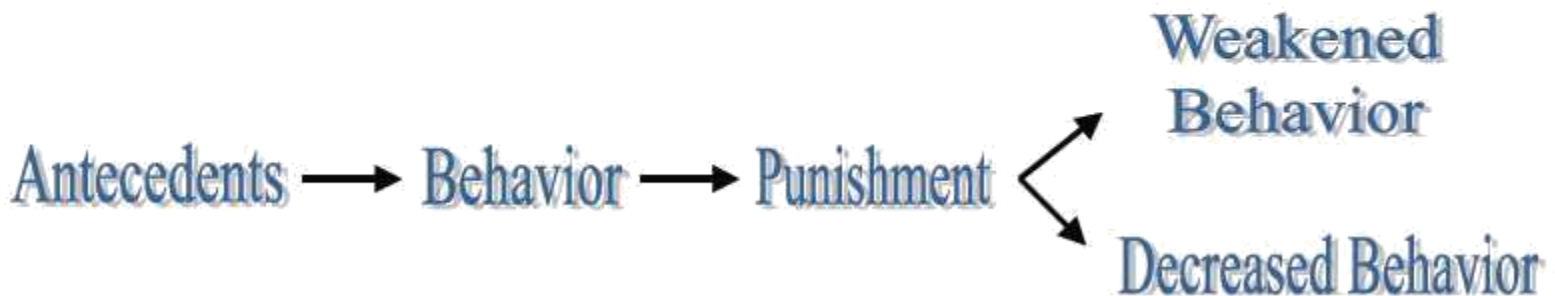 Antecedents
Behavior
Punishment
Weakened
Behavior
Decreased Behavior